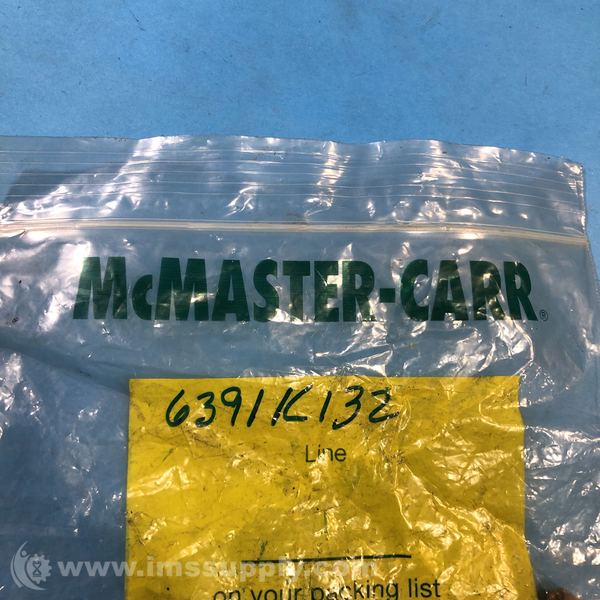 McMASTER-CARR®
6391K132
Line
on your packing list
www.imssupply.com